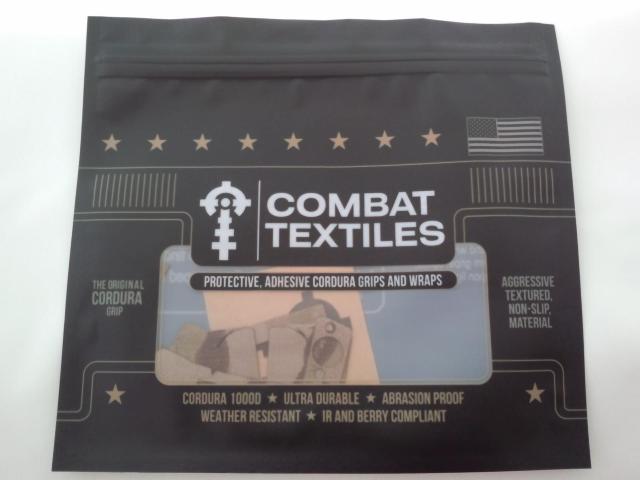 COMBAT
TEXTILES
PROTECTIVE, ADHESIVE CORDURA GRIPS AND WRAPS
THE ORIGINAL
CORDURA
GRIP
AGGRESSIVE
TEXTURED,
NON-SLIP,
MATERIAL
CORDURA 1000D ★ ULTRA DURABLE ★ ABRASION PROOF
WEATHER RESISTANT ★ IR AND BERRY COMPLIANT